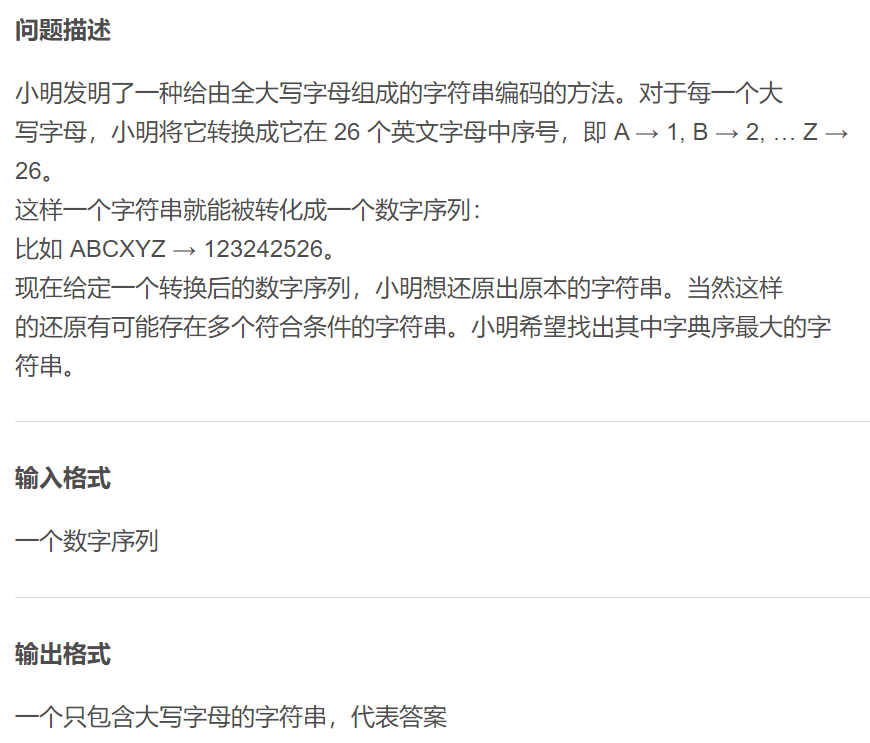 问题描述
小明发明了一种给由全大写字母组成的字符串编码的方法。对于每一个大
写字母，小明将它转换成它在 26 个英文字母中序号，即 A → 1, B → 2, … Z →
26。
这样一个字符串就能被转化成一个数字序列：
比如 ABCXYZ → 123242526。
现在给定一个转换后的数字序列，小明想还原出原本的字符串。当然这样
的还原有可能存在多个符合条件的字符串。小明希望找出其中字典序最大的字
符串。
输入格式
一个数字序列
输出格式
一个只包含大写字母的字符串，代表答案